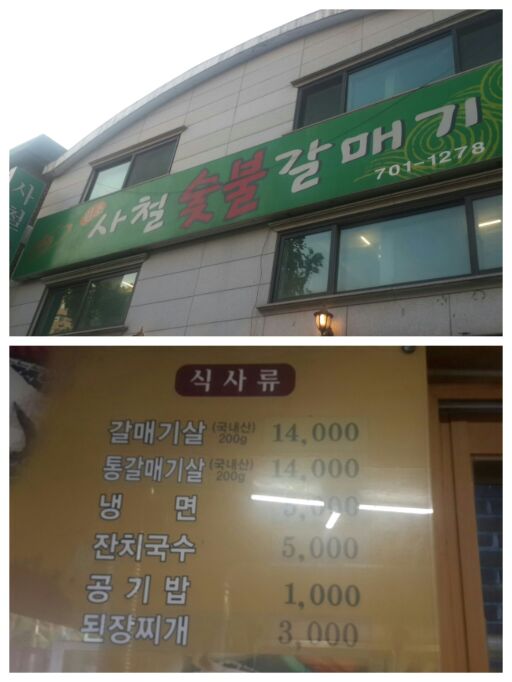 사철
사철 숯불 갈매기
701-1278
식사류
갈매기살 (국내산) 200g 14,000
통갈매기살 (국내산) 200g 14,000
냉 면
잔치국수 5,000
공기밥 1,000
된장찌개 3,000